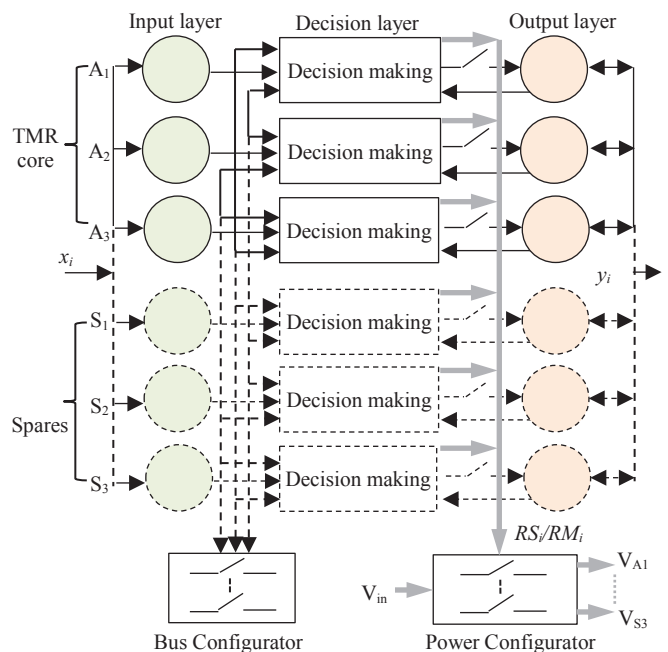 Input layer
Decision layer
Output layer
A1
Decision making
TMR
core
A2
Decision making
A3
Decision making
xi
yi
S1
Decision making
Spares
S2
Decision making
S3
Decision making
RSi/RMi
Vin
VA1
VS3
Bus Configurator
Power Configurator